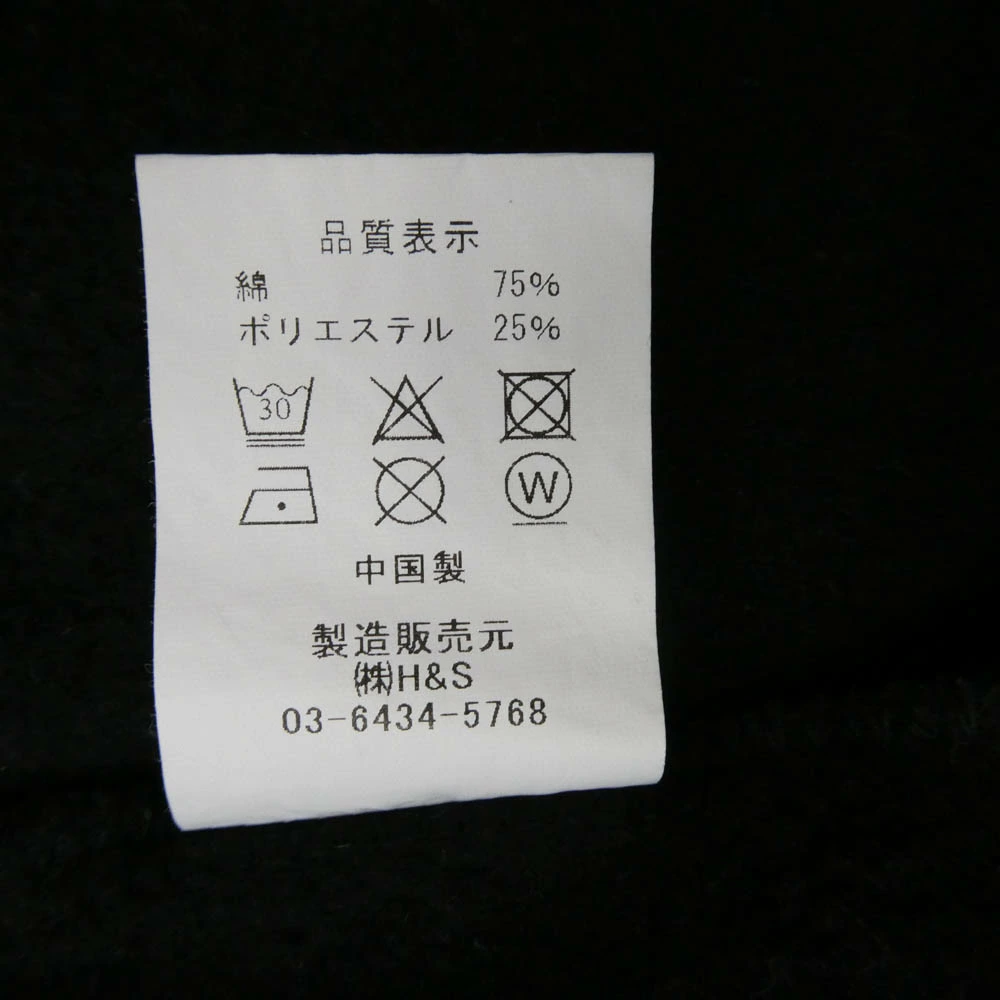 品質表示
綿 75%
ポリエステル 25%
30
W
中国製
製造販売元
㈱H&S
03-6434-5768